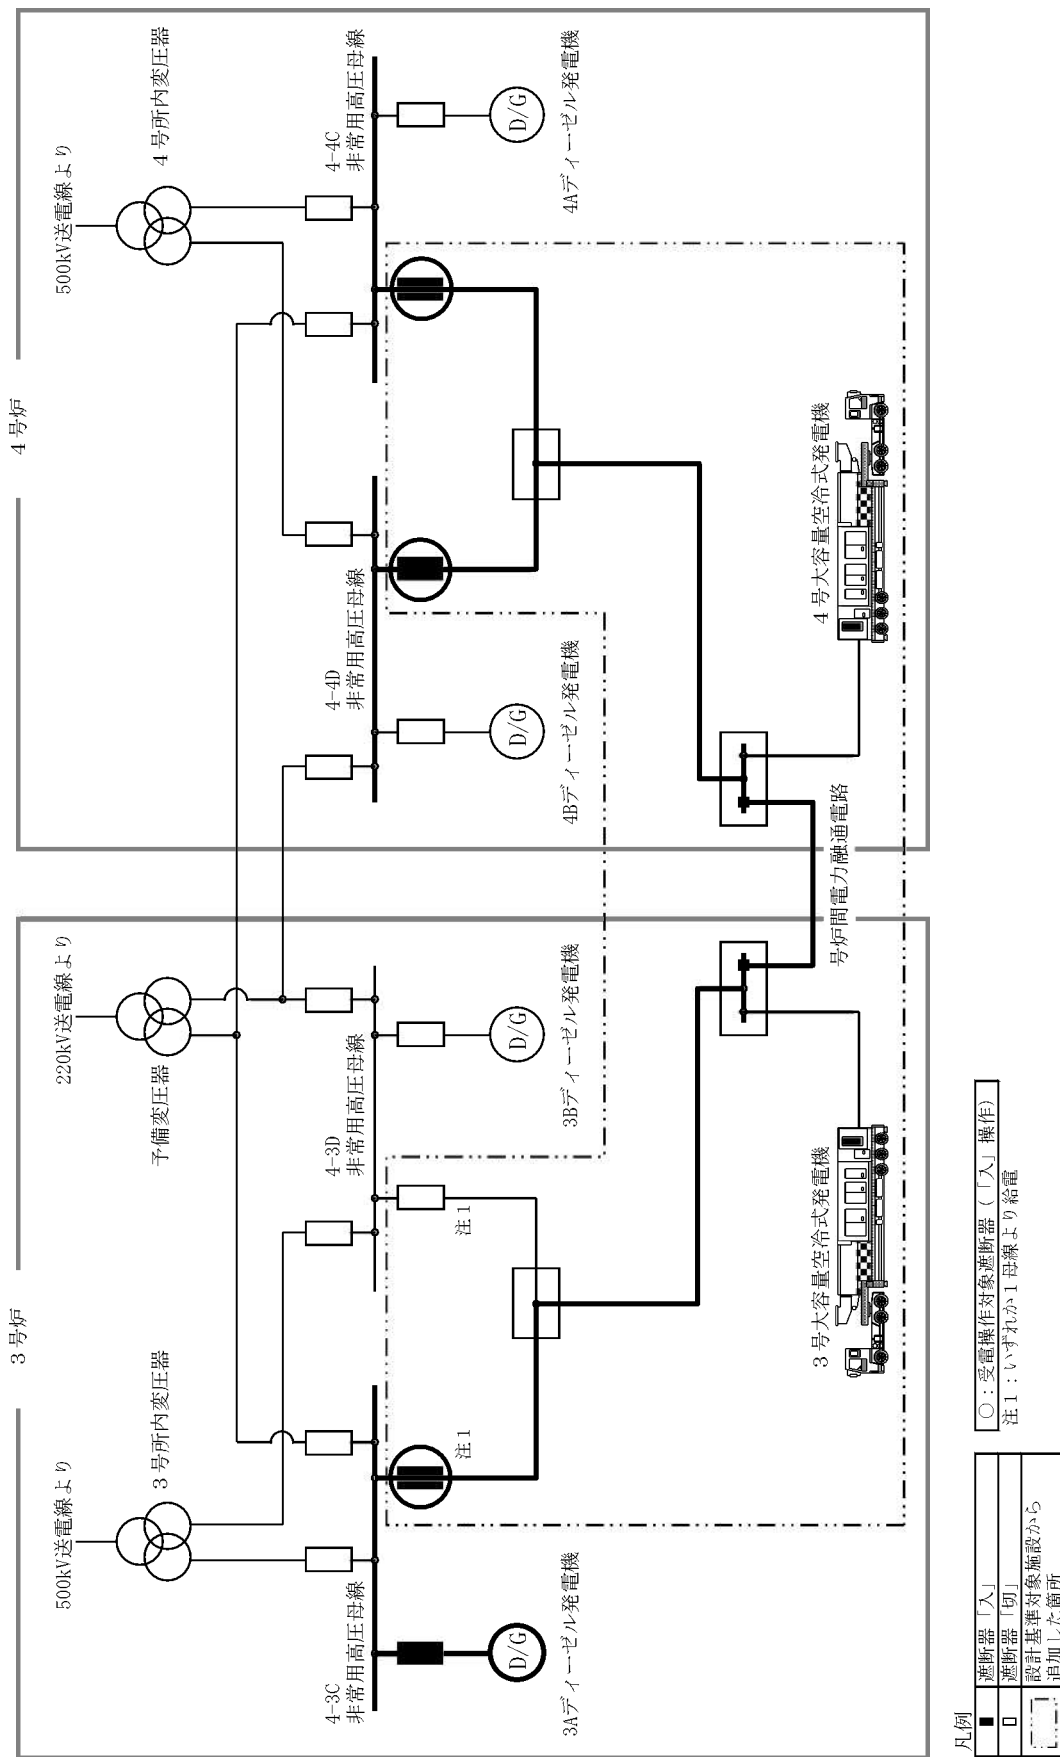 3号炉
4号炉
500kV送電線より
3号所内変圧器
220kV送電線より
予備変圧器
500kV送電線より
4号所内変圧器
4-3C
非常用高圧母線
4-3D
非常用高圧母線
4-4D
非常用高圧母線
4-4C
非常用高圧母線
注1
注1
D/G
D/G
D/G
D/G
3Aディーゼル発電機
3Bディーゼル発電機
4Bディーゼル発電機
4Aディーゼル発電機
3号大容量空冷式発電機
号炉間電力融通電路
4号大容量空冷式発電機
凡例
遮断器「入」
遮断器「切」
設計基準対象施設から
追加した箇所
○:受電操作対象遮断器(「入」操作)
注1:いずれか1母線より給電